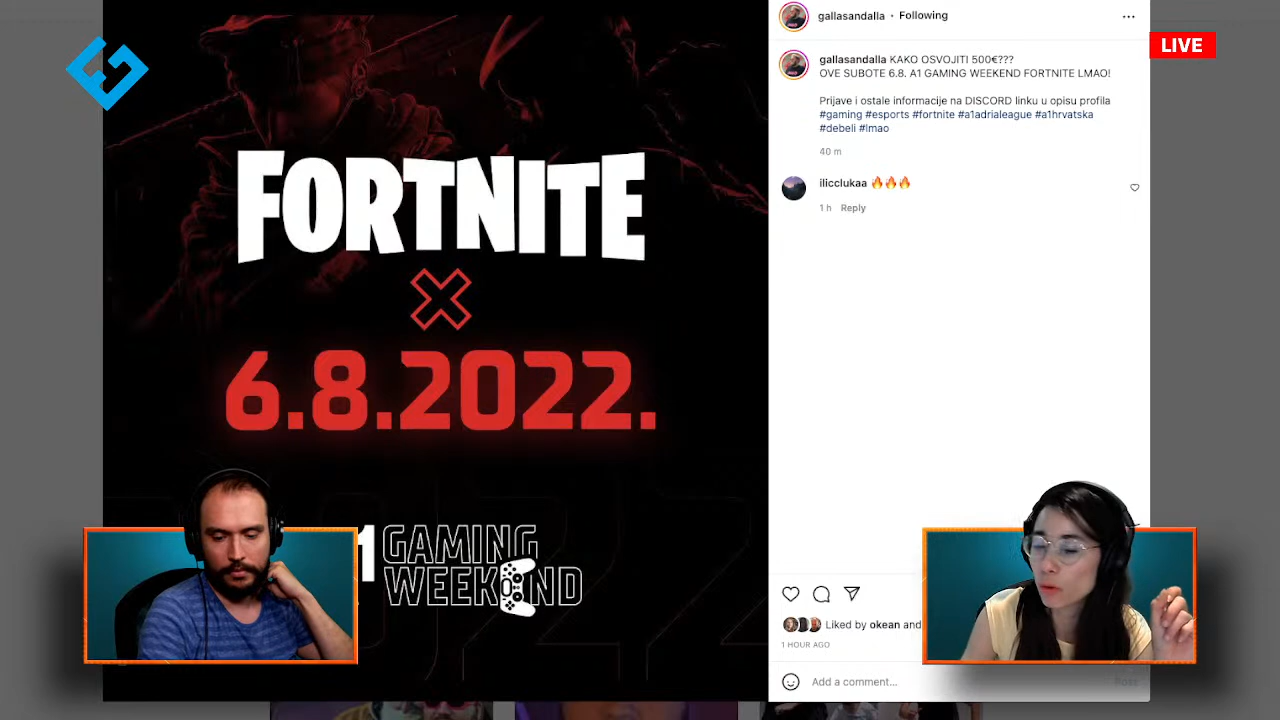 gallasandalla • Following
LIVE
gallasandalla KAKO OSVOJITI 500€???
OVE SUBOTE 6.8. A1 GAMING WEEKEND FORTNITE LMAO!
Prijave i ostale informacije na DISCORD linku u opisu profila
#gaming #esports #fortnite #a1adrialeague #a1hrvatska
#debeli #lmao
40 m
ilicclukaa 🔥🔥🔥
1 h Reply
FORTNITE
6.8.2022.
1 GAMING
WEEKEND
Liked by okean and
1 HOUR AGO
Add a comment...
Post